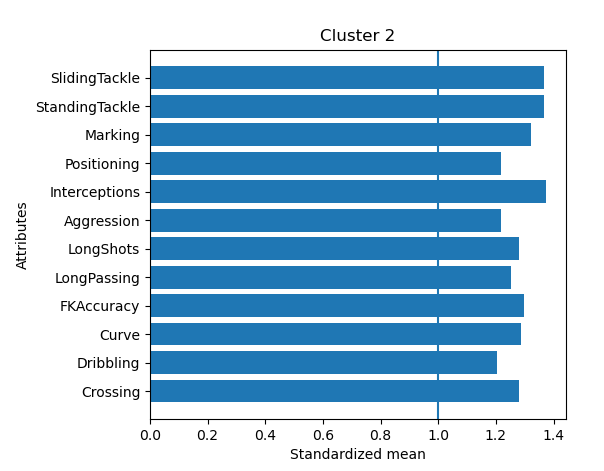 Cluster 2
SlidingTackle
StandingTackle
Marking
Positioning
Interceptions
Aggression
LongShots
LongPassing
FKAccuracy
Curve
Dribbling
Crossing
Attributes
0.0 0.2 0.4 0.6 0.8 1.0 1.2 1.4
Standardized mean